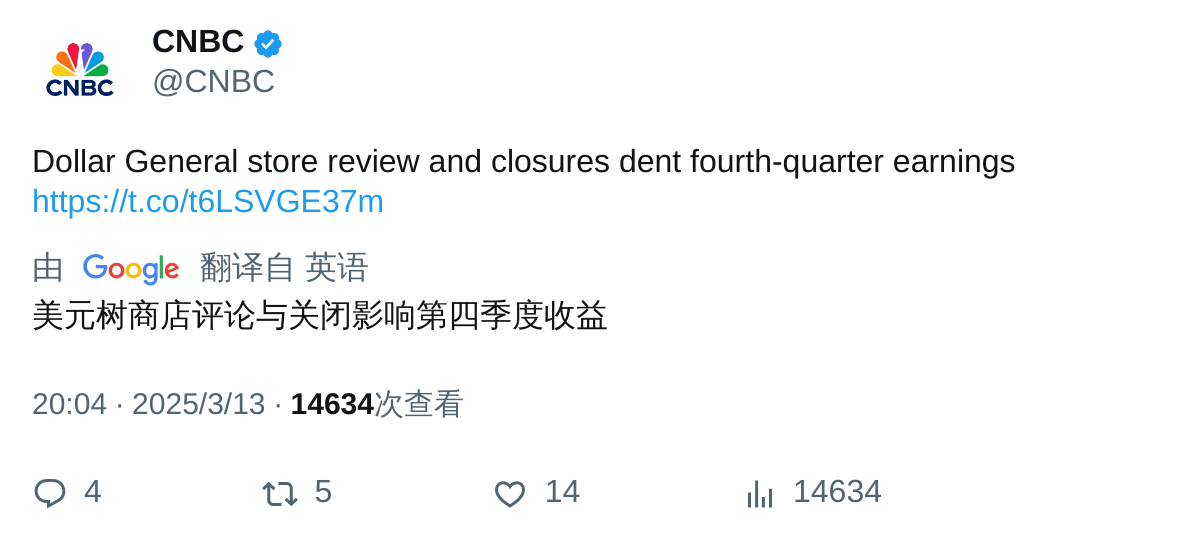 CNBC
@CNBC
CNBC
Dollar General store review and closures dent fourth-quarter earnings
https://t.co/t6LSVGE37m
由 Google 翻译自 英语
美元树商店评论与关闭影响第四季度收益
20:04 · 2025/3/13 · 14634次查看
4 5 14 14634